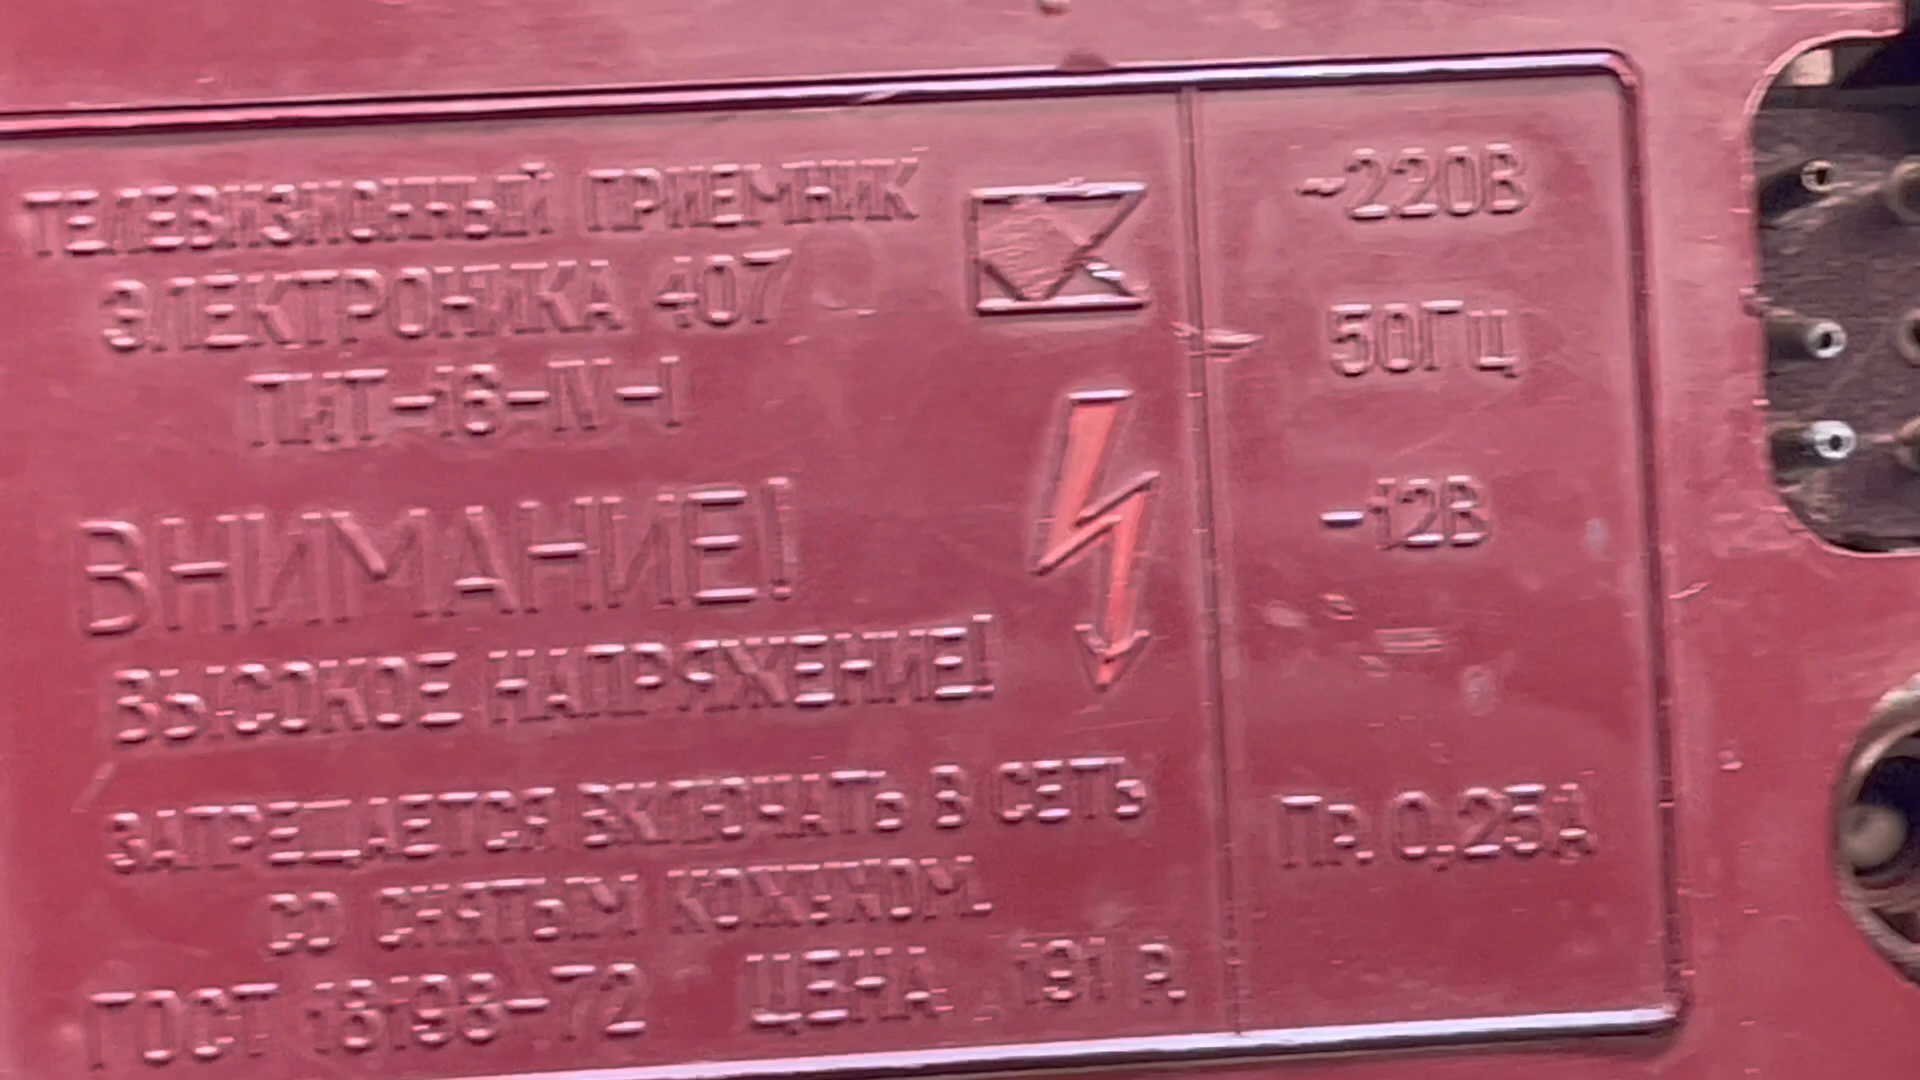 ТЕЛЕВИЗИОННЫЙ ПРИЕМНИК
ЭЛЕКТРОНИКА 407
ПИТ-16-IV-I
ВНИМАНИЕ!
ВЫСОКОЕ НАПРЯЖЕНИЕ!
ЗАПРЕЩАЕТСЯ ВКЛЮЧАТЬ В СЕТЬ
СО СНЯТЫМ КОЖУХОМ.
ГОСТ 18198-72 ЦЕНА 191 Р.
~220В
50Гц
-12В
Пр. 0,25А